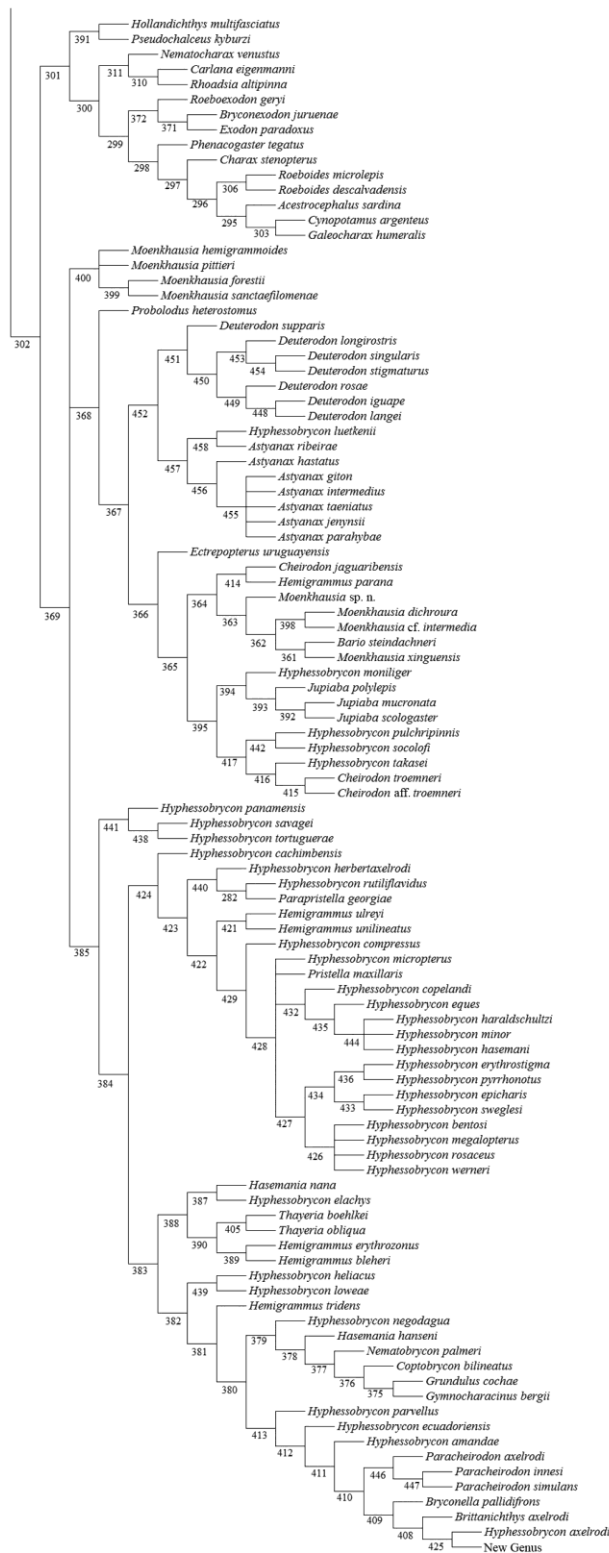 Hollandichthys multifasciatus
391 Pseudochalceus kyburzi
Nematocharax venustus
301 311 Carlana eigenmanni
310 Rhoadsia altipinna
300 Roeboexodon geryi
372 Bryconexodon juruenae
371 Exodon paradoxus
299 Phenacogaster tegatus
298 Charax stenopterus
297 Roeboides microlepis
306 Roeboides descalvadensis
296 Acestrocephalus sardina
295 Cynopotamus argenteus
303 Galeocharax humeralis
Moenkhausia hemigrammoides
400 Moenkhausia pittieri
Moenkhausia forestii
399 Moenkhausia sanctaefilomenae
Probolodus heterostomus
302 Deuterodon supparis
451 Deuterodon longirostris
453 Deuterodon singularis
450 454 Deuterodon stigmaturus
368 Deuterodon rosae
452 449 Deuterodon iguape
448 Deuterodon langei
Hyphessobrycon luetkenii
458 Astyanax ribeirae
457 Astyanax hastatus
456 Astyanax giton
Astyanax intermedius
455 Astyanax taeniatus
367 Astyanax jenynsii
Astyanax parahybae
Ectrepopterus uruguayensis
Cheirodon jaguaribensis
414 Hemigrammus parana
366 364 Moenkhausia sp. n.
369 363 Moenkhausia dichroura
398 Moenkhausia cf. intermedia
362 Bario steindachneri
365 361 Moenkhausia xinguensis
Hyphessobrycon moniliger
394 Jupiaba polylepis
393 Jupiaba mucronata
392 Jupiaba scologaster
395 Hyphessobrycon pulchripinnis
442 Hyphessobrycon socolofi
417 Hyphessobrycon takasei
416 Cheirodon troemneri
415 Cheirodon aff. troemneri
Hyphessobrycon panamensis
441 Hyphessobrycon savagei
438 Hyphessobrycon tortuguerae
Hyphessobrycon cachimbensis
424 Hyphessobrycon herbertaxelrodi
440 Hyphessobrycon rutiliflavidus
282 Parapristella georgiae
423 Hemigrammus ulreyi
421 Hemigrammus unilineatus
385 422 Hyphessobrycon compressus
Hyphessobrycon micropterus
429 Pristella maxillaris
Hyphessobrycon copelandi
432 Hyphessobrycon eques
435 Hyphessobrycon haraldschultzi
428 444 Hyphessobrycon minor
Hyphessobrycon hasemani
384 Hyphessobrycon erythrostigma
436 Hyphessobrycon pyrrhonotus
434 Hyphessobrycon epicharis
433 Hyphessobrycon sweglesi
427 Hyphessobrycon bentosi
Hyphessobrycon megalopterus
426 Hyphessobrycon rosaceus
Hyphessobrycon werneri
Hasemania nana
387 Hyphessobrycon elachys
388 Thayeria boehlkei
405 Thayeria obliqua
390 Hemigrammus erythrozonus
383 389 Hemigrammus bleheri
Hyphessobrycon heliacus
439 Hyphessobrycon loweae
382 Hemigrammus tridens
Hyphessobrycon negodagua
381 379 Hasemania hanseni
378 Nematobrycon palmeri
377 Coptobrycon bilineatus
376 Grundulus cochae
380 375 Gymnocharacinus bergii
Hyphessobrycon parvellus
413 Hyphessobrycon ecuadoriensis
412 Hyphessobrycon amandae
411 Paracheirodon axelrodi
446 Paracheirodon innesi
447 Paracheirodon simulans
410 Bryconella pallidifrons
409 Brittanichthys axelrodi
408 Hyphessobrycon axelrodi
425 New Genus